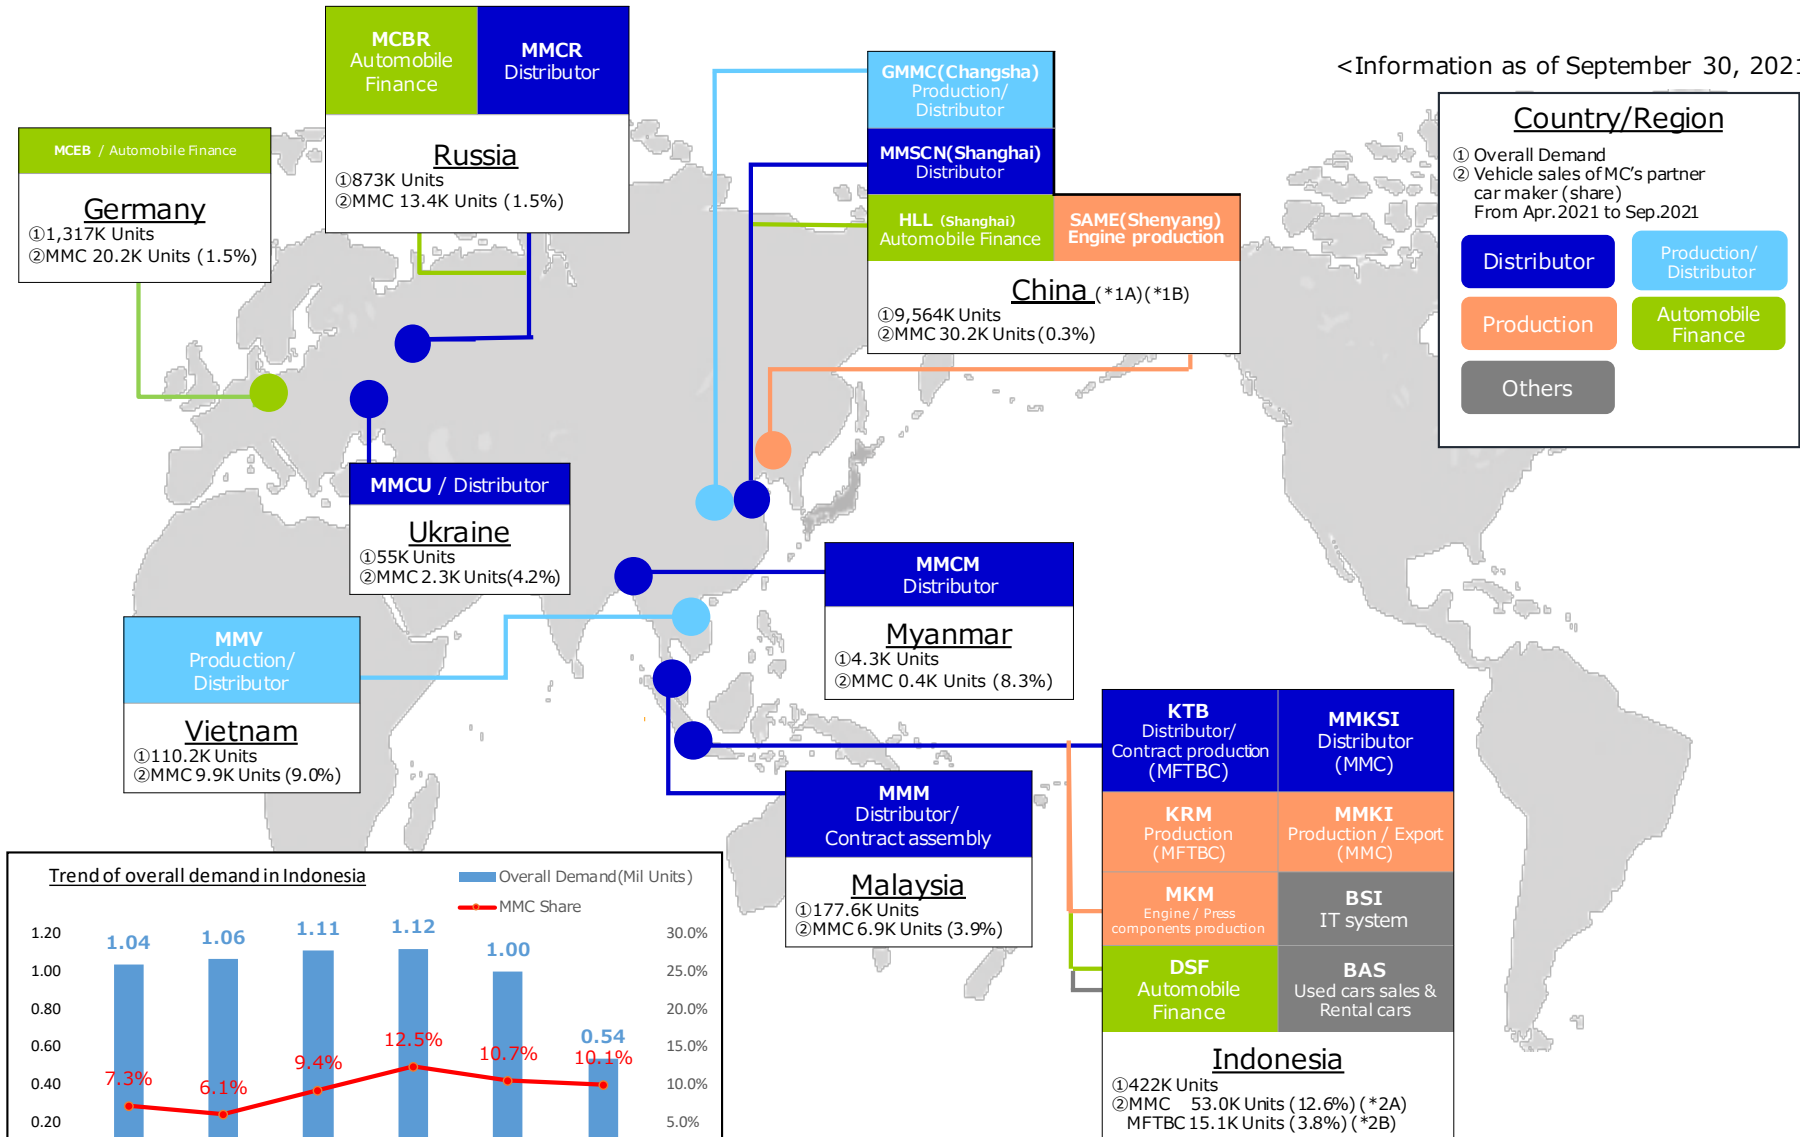 <Information as of September 30, 2021
MCBR
Automobile
Finance
MMCR
Distributor
Russia
①873K Units
②MMC 13.4K Units (1.5%)
MCEB / Automobile Finance
Germany
①1,317K Units
②MMC 20.2K Units (1.5%)
GMMC(Changsha)
Production/
Distributor
MMSCN(Shanghai)
Distributor
HLL (Shanghai)
Automobile Finance
SAME(Shenyang)
Engine production
China (*1A)(*1B)
①9,564K Units
②MMC 30.2K Units(0.3%)
Country/Region
① Overall Demand
② Vehicle sales of MC's partner
car maker (share)
From Apr.2021 to Sep.2021
Distributor
Production/
Distributor
Production
Automobile
Finance
Others
MMCU / Distributor
Ukraine
①55K Units
②MMC 2.3K Units(4.2%)
MMCM
Distributor
Myanmar
①4.3K Units
②MMC 0.4K Units (8.3%)
MMV
Production/
Distributor
Vietnam
①110.2K Units
②MMC 9.9K Units (9.0%)
MMM
Distributor/
Contract assembly
Malaysia
①177.6K Units
②MMC 6.9K Units (3.9%)
KTB
Distributor/
Contract production
(MFTBC)
MMKSI
Distributor
(MMC)
KRM
Production
(MFTBC)
MMKI
Production / Export
(MMC)
MKM
Engine / Press
components production
BSI
IT system
DSF
Automobile
Finance
BAS
Used cars sales &
Rental cars
Indonesia
①422K Units
②MMC 53.0K Units (12.6%) (*2A)
MFTBC 15.1K Units (3.8%) (*2B)
Trend of overall demand in Indonesia
Overall Demand(Mil Units)
MMC Share
1.20
1.00
0.80
0.60
0.40
0.20
1.04
1.06
1.11
1.12
1.00
0.54
7.3%
6.1%
9.4%
12.5%
10.7%
10.1%
30.0%
25.0%
20.0%
15.0%
10.0%
5.0%